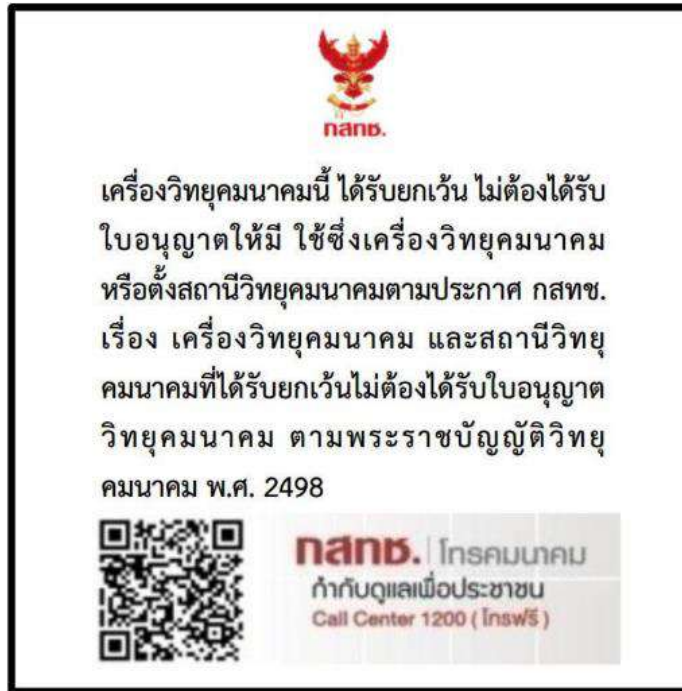 กสทช.
เครื่องวิทยุคมนาคมนี้ ได้รับยกเว้น ไม่ต้องได้รับ
ใบอนุญาตให้มี ใช้ซึ่งเครื่องวิทยุคมนาคม
หรือตั้งสถานีวิทยุคมนาคมตามประกาศ กสทช.
เรื่อง เครื่องวิทยุคมนาคม และสถานีวิทยุ
คมนาคมที่ได้รับยกเว้นไม่ต้องได้รับใบอนุญาต
วิทยุคมนาคม ตามพระราชบัญญัติวิทยุ
คมนาคม พ.ศ. 2498
กสทช. | โทรคมนาคม
กำกับดูแลเพื่อประชาชน
Call Center 1200 ( โทรฟรี )